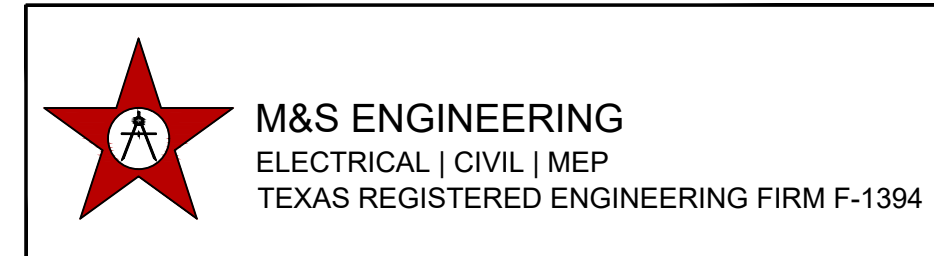 M&S ENGINEERING
ELECTRICAL | CIVIL | MEP
TEXAS REGISTERED ENGINEERING FIRM F-1394